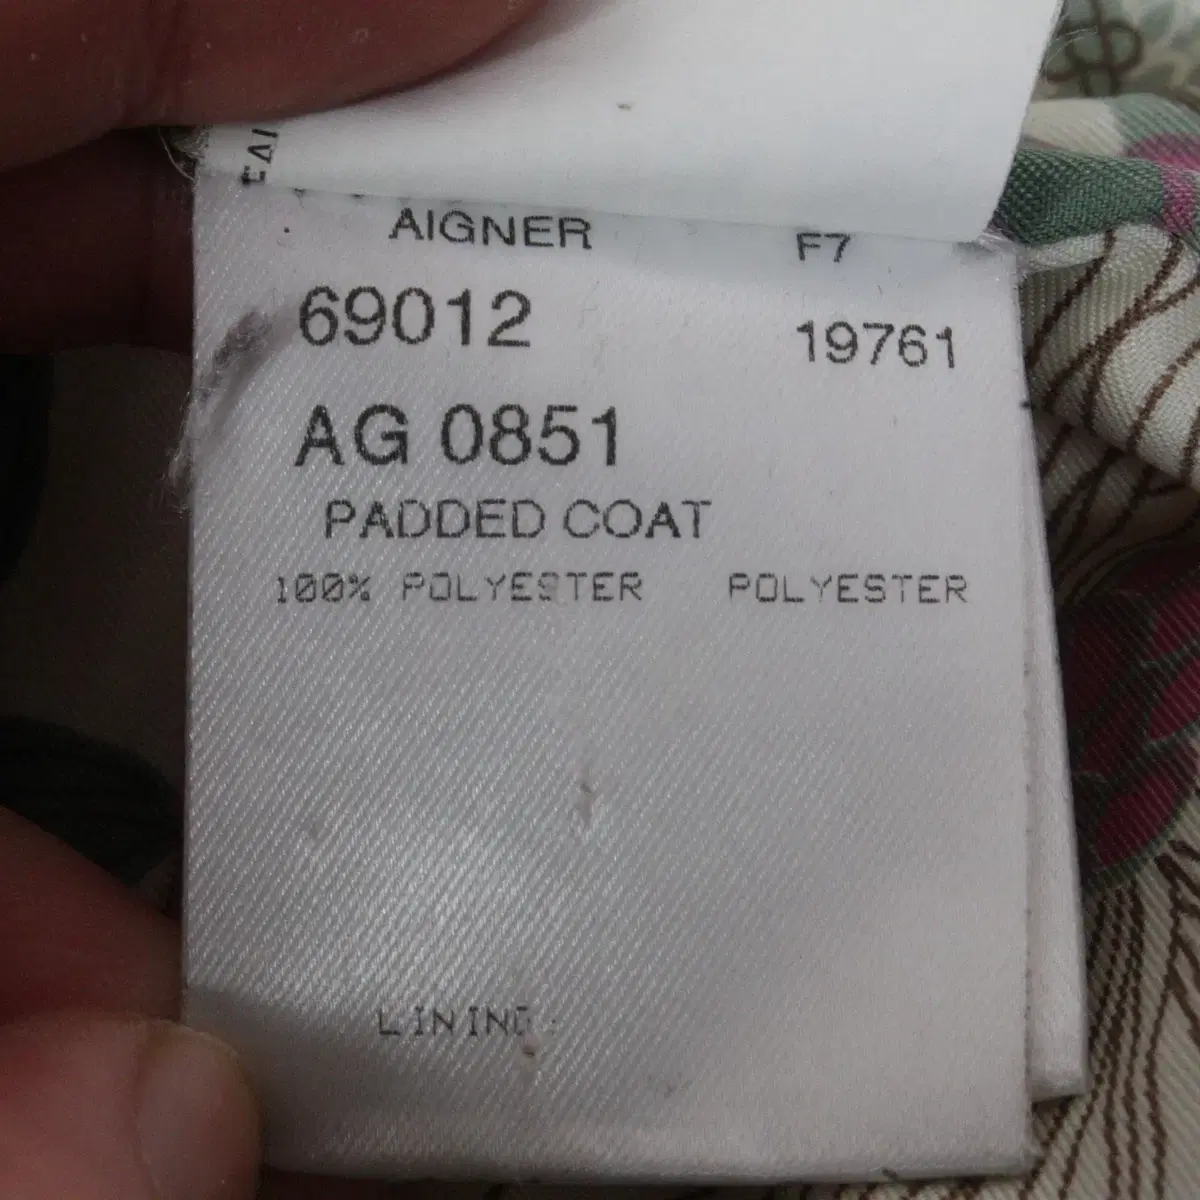 AIGNER F7
69012 19761
AG 0851
PADDED COAT
100% POLYESTER POLYESTER
LINING: